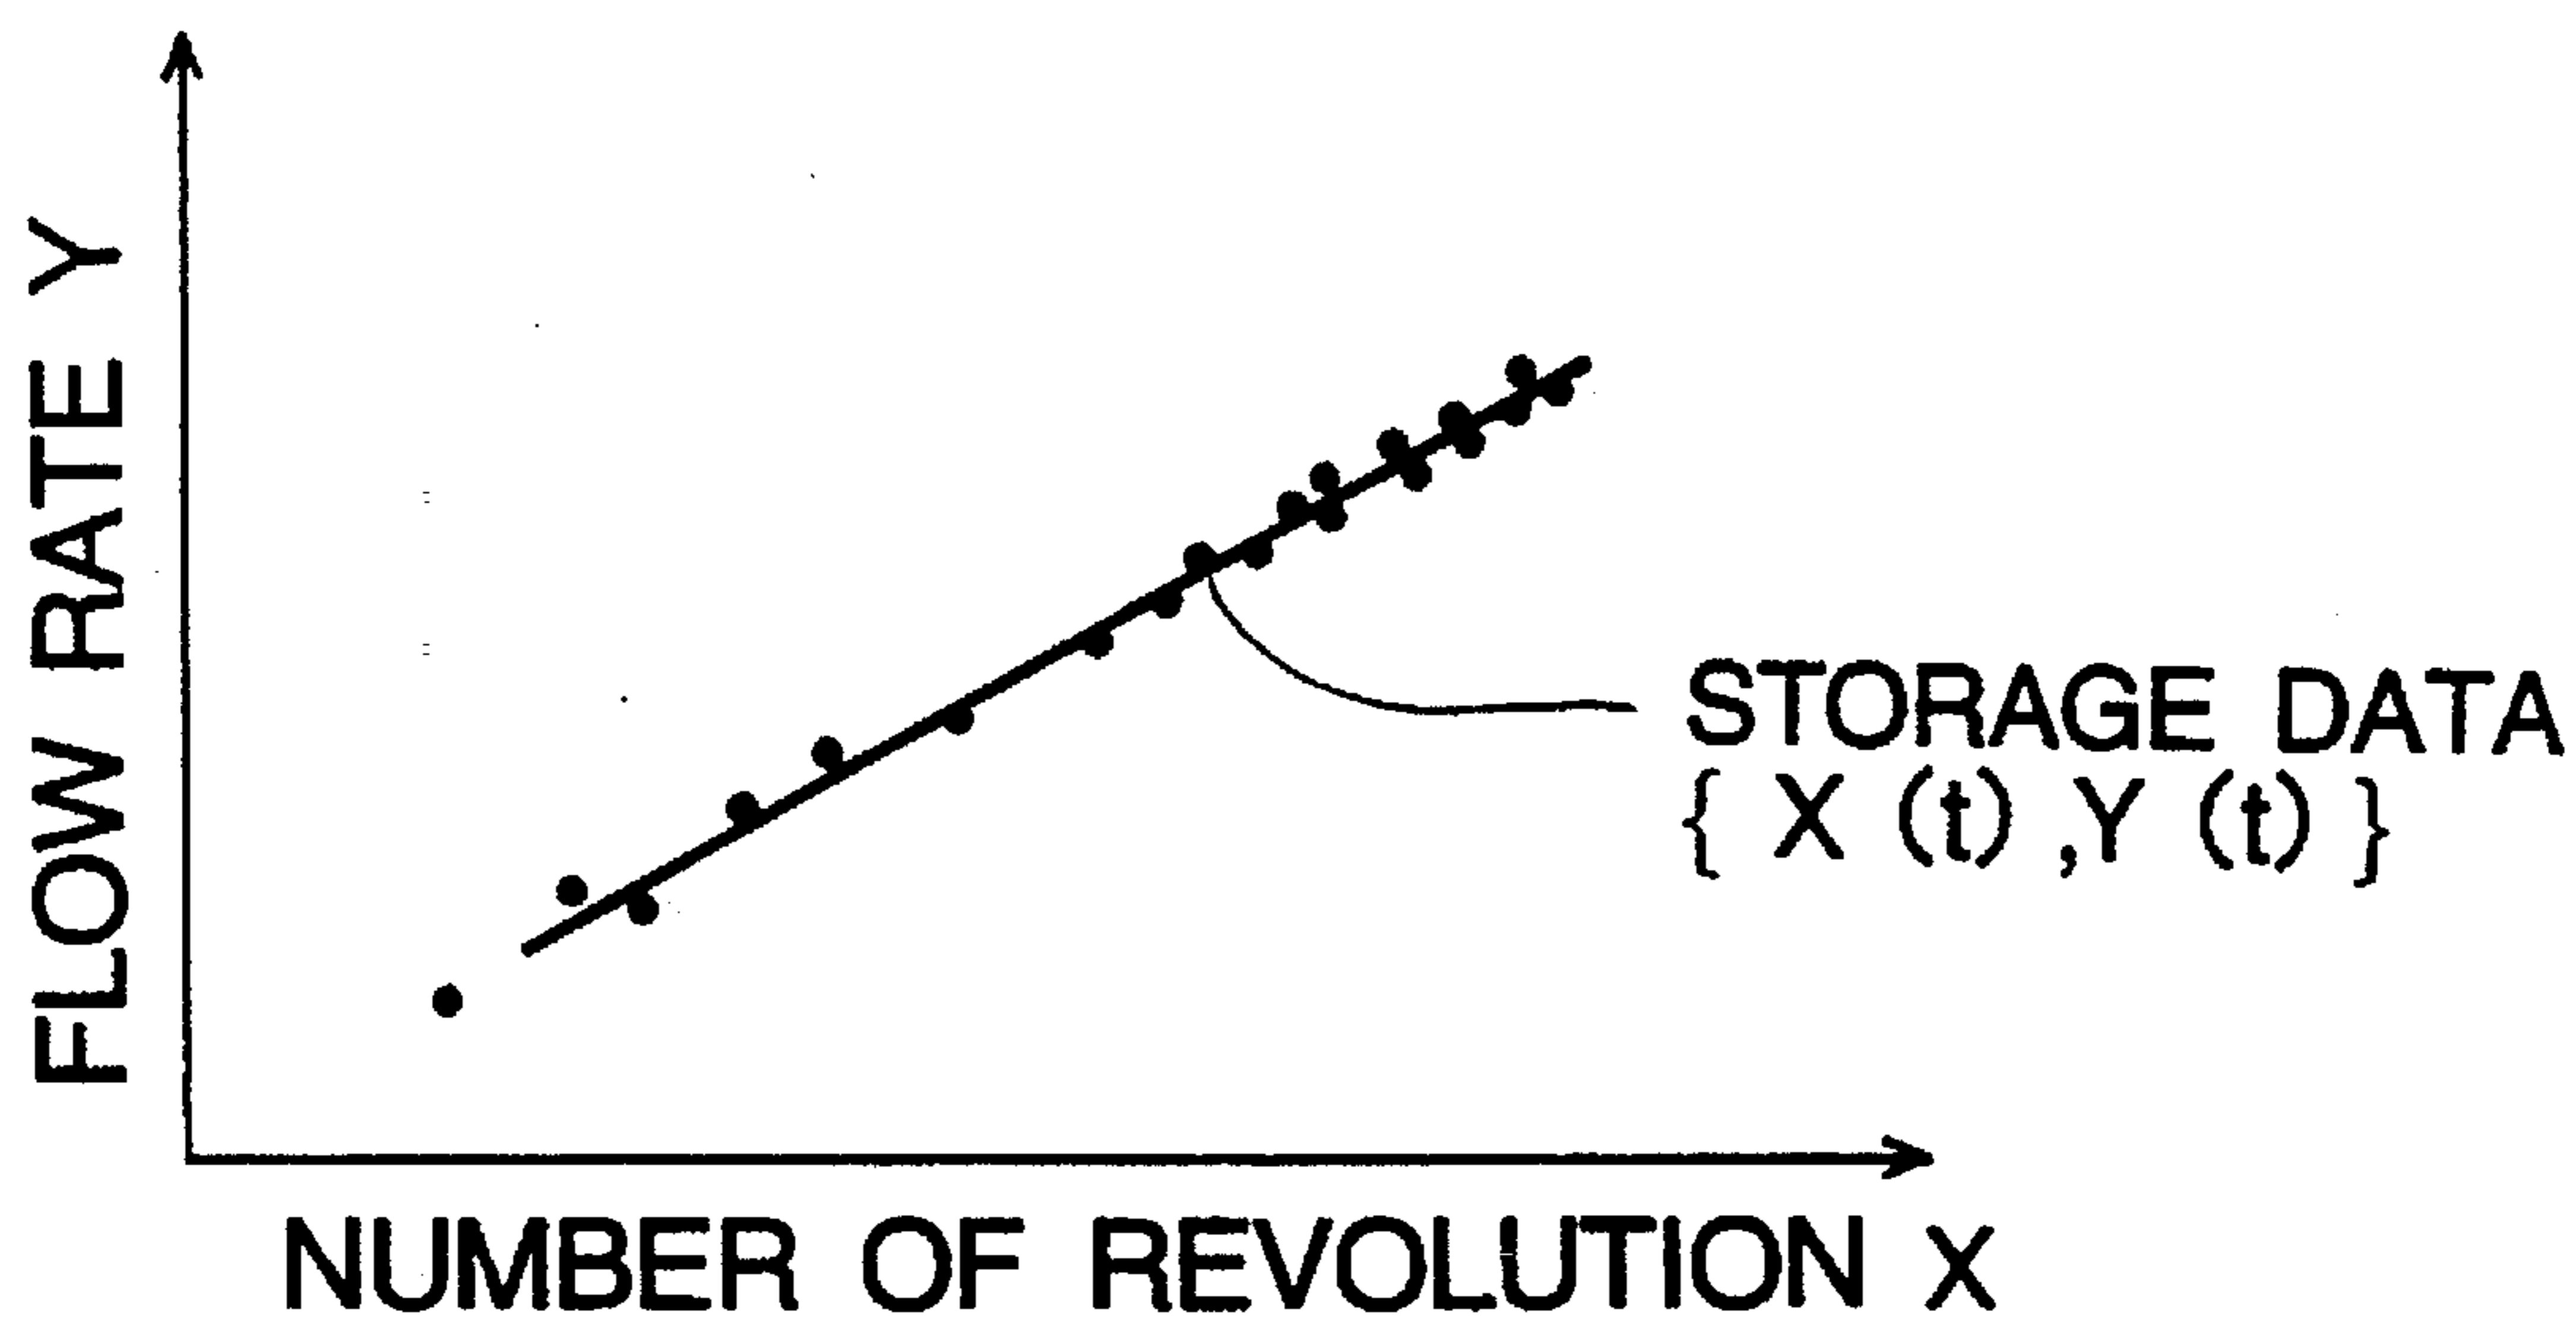 FLOW RATE Y
STORAGE DATA
{ X (t) ,Y (t) }
NUMBER OF REVOLUTION X